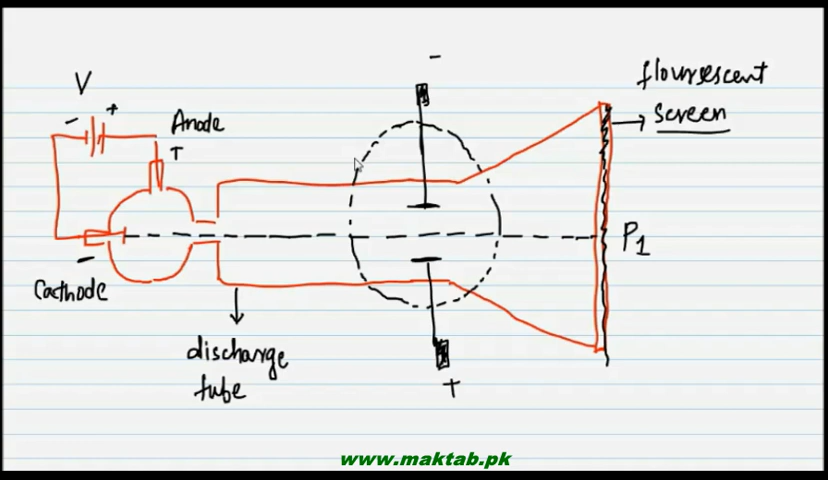 -
V
flourescent
screen
- +
Anode
+
P1
-
Cathode
discharge
tube
+
www.maktab.pk